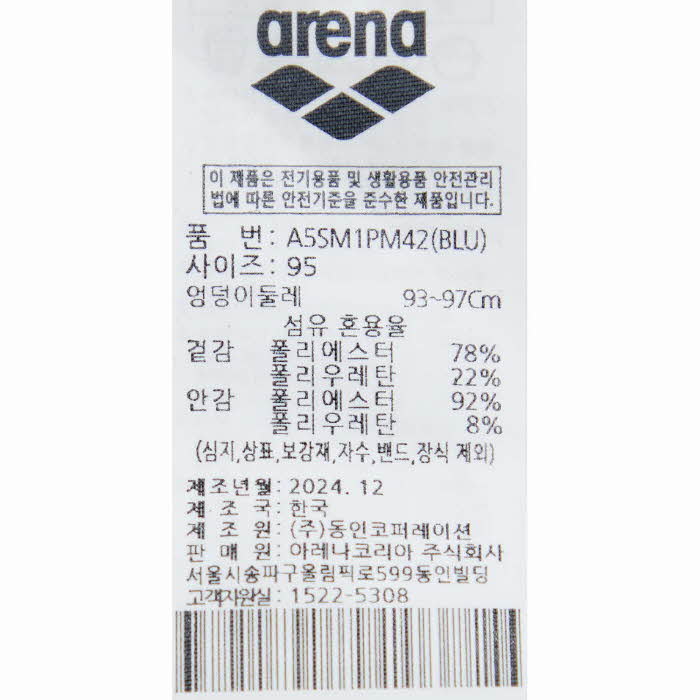 arena
이 제품은 전기용품 및 생활용품 안전관리
법에 따른 안전기준을 준수한 제품입니다.
품 번: A5SM1PM42(BLU)
사이즈: 95
엉덩이둘레 93~97Cm
섬유 혼용율
겉감 폴리에스터 78%
폴리우레탄 22%
안감 폴리에스터 92%
폴리우레탄 8%
(심지,상표,보강재,자수,밴드,장식 제외)
제조년월: 2024. 12
제 조 국: 한국
제 조 원: (주)동인코퍼레이션
판 매 원: 아레나코리아 주식회사
서울시송파구올림픽로599동인빌딩
고객지원실: 1522-5308